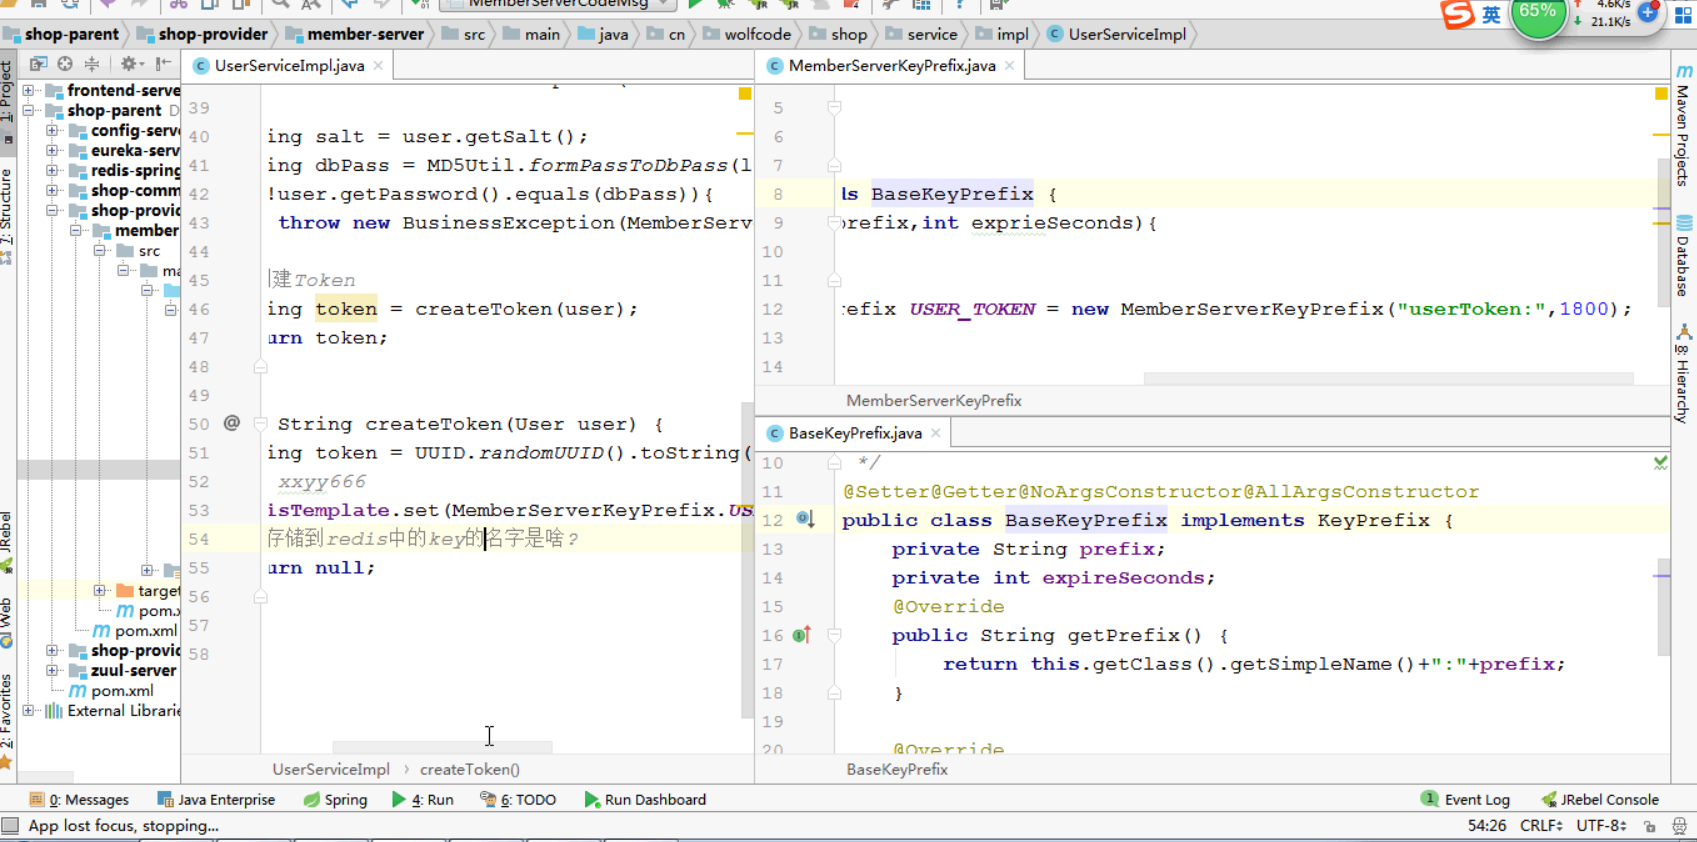 MemberServerCodeMsg
英
65%
4.6K/s
21.1K/s
shop-parent
shop-provider
member-server
src
main
java
cn
wolfcode
shop
service
impl
UserServiceImpl
1: Project
7: Structure
JRebel
Web
2: Favorites
frontend-serve
shop-parent D
config-serv
eureka-serv
redis-spring
shop-comm
shop-provid
member
src
ma
target
pom.x
pom.xml
shop-provid
zuul-server
pom.xml
External Librarie
UserServiceImpl.java
39
40 ing salt = user.getSalt();
41 ing dbPass = MD5Util.formPassToDbPass(l
42 !user.getPassword().equals(dbPass)){
43 throw new BusinessException(MemberServ
44
45 建Token
46 ing token = createToken(user);
47 urn token;
48
49
50 @ String createToken(User user) {
51 ing token = UUID.randomUUID().toString(
52 xxyy666
53 isTemplate.set(MemberServerKeyPrefix.US
54 存储到redis中的key的名字是啥?
55 urn null;
56
57
58
UserServiceImpl
createToken()
MemberServerKeyPrefix.java
5
6
7
8 ls BaseKeyPrefix {
9 prefix,int exprieSeconds){
10
11
12 refix USER_TOKEN = new MemberServerKeyPrefix("userToken:",1800);
13
14
MemberServerKeyPrefix
BaseKeyPrefix.java
10 */
11 @Setter@Getter@NoArgsConstructor@AllArgsConstructor
12 public class BaseKeyPrefix implements KeyPrefix {
13 private String prefix;
14 private int expireSeconds;
15 @Override
16 public String getPrefix() {
17 return this.getClass().getSimpleName()+":"+prefix;
18 }
19
20 @Override
BaseKeyPrefix
Maven Projects
Database
8: Hierarchy
0: Messages
Java Enterprise
Spring
4: Run
6: TODO
Run Dashboard
1 Event Log
JRebel Console
App lost focus, stopping...
54:26
CRLF
UTF-8